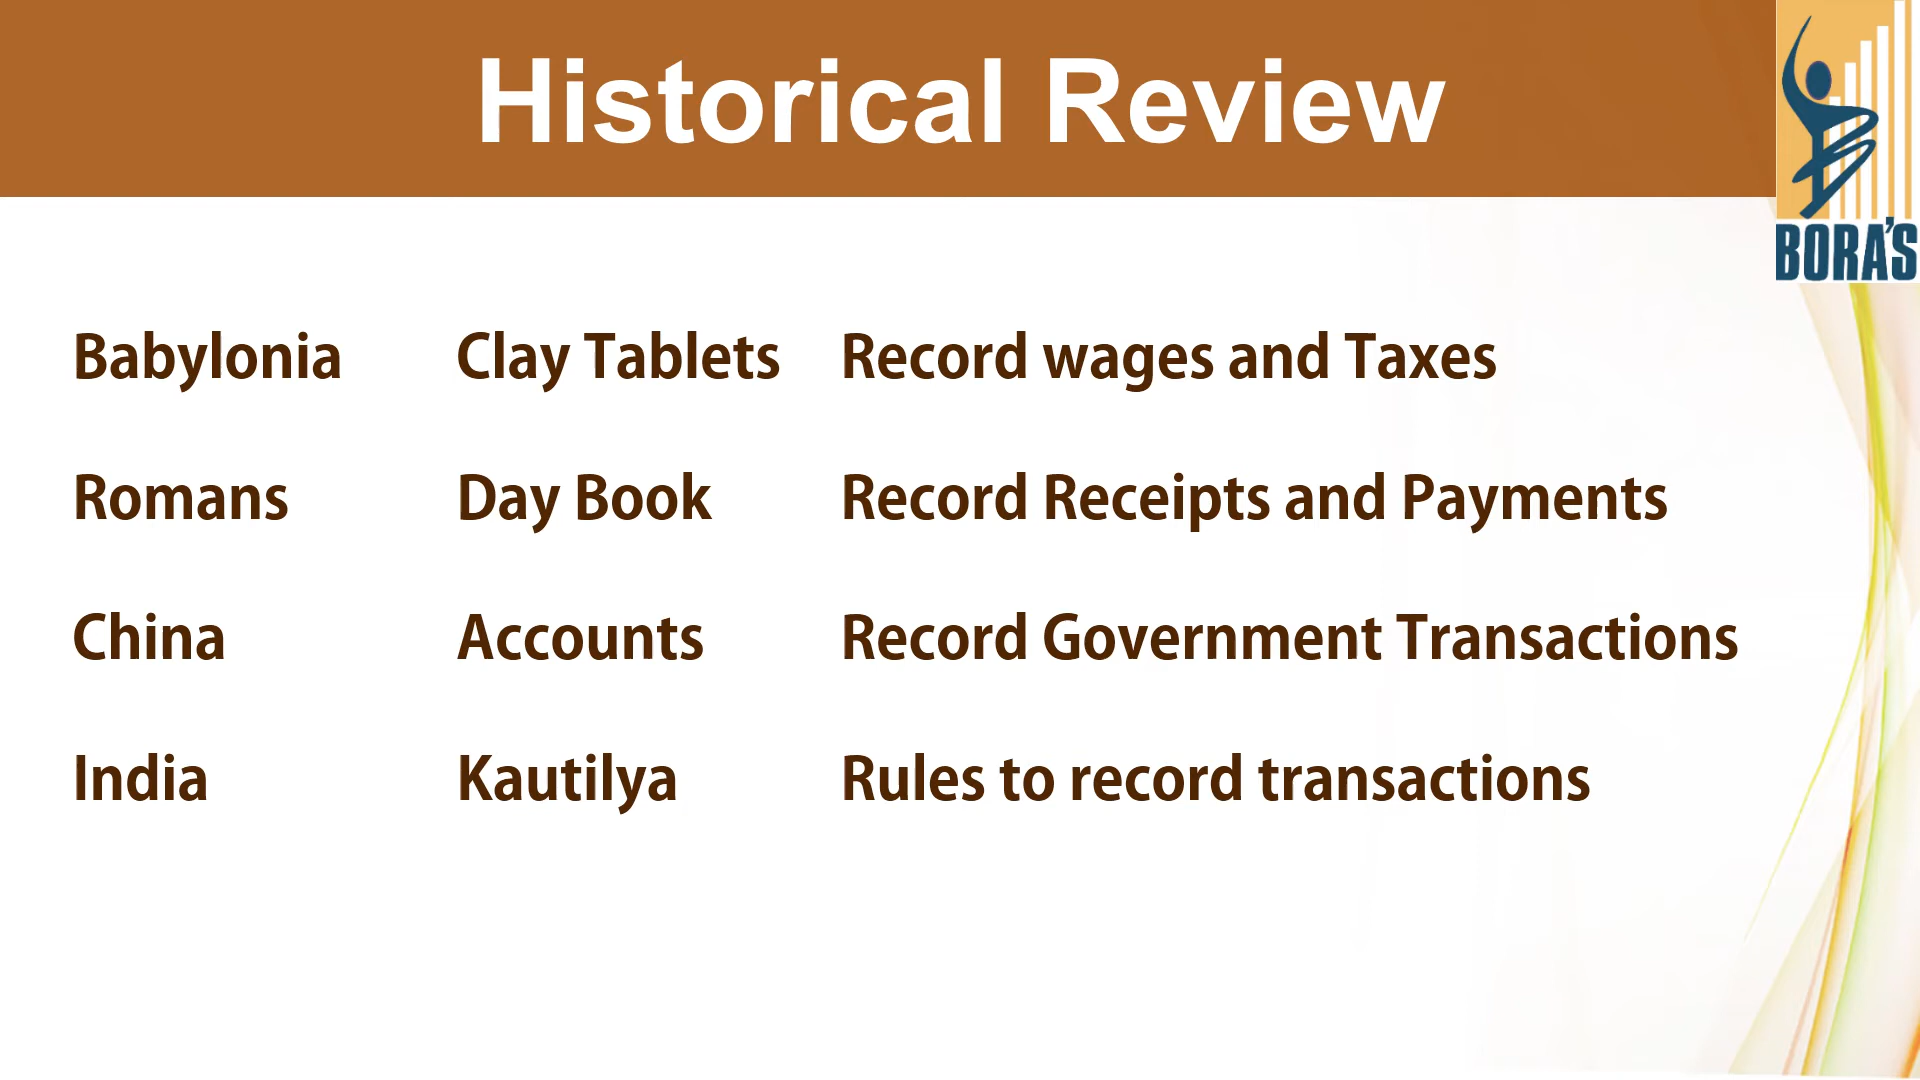 Historical Review
BORA'S
Babylonia Clay Tablets Record wages and Taxes
Romans Day Book Record Receipts and Payments
China Accounts Record Government Transactions
India Kautilya Rules to record transactions